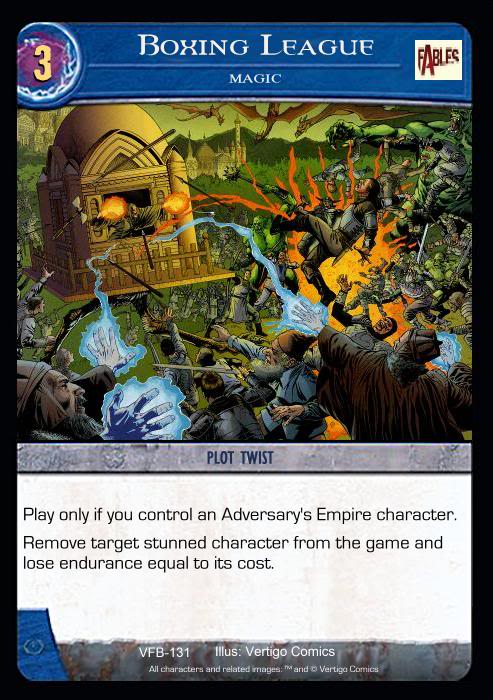 3
Boxing League
FABLES
MAGIC
PLOT TWIST
Play only if you control an Adversary's Empire character.
Remove target stunned character from the game and
lose endurance equal to its cost.
VFB-131 Illus: Vertigo Comics
All characters and related images: ™ and © Vertigo Comics